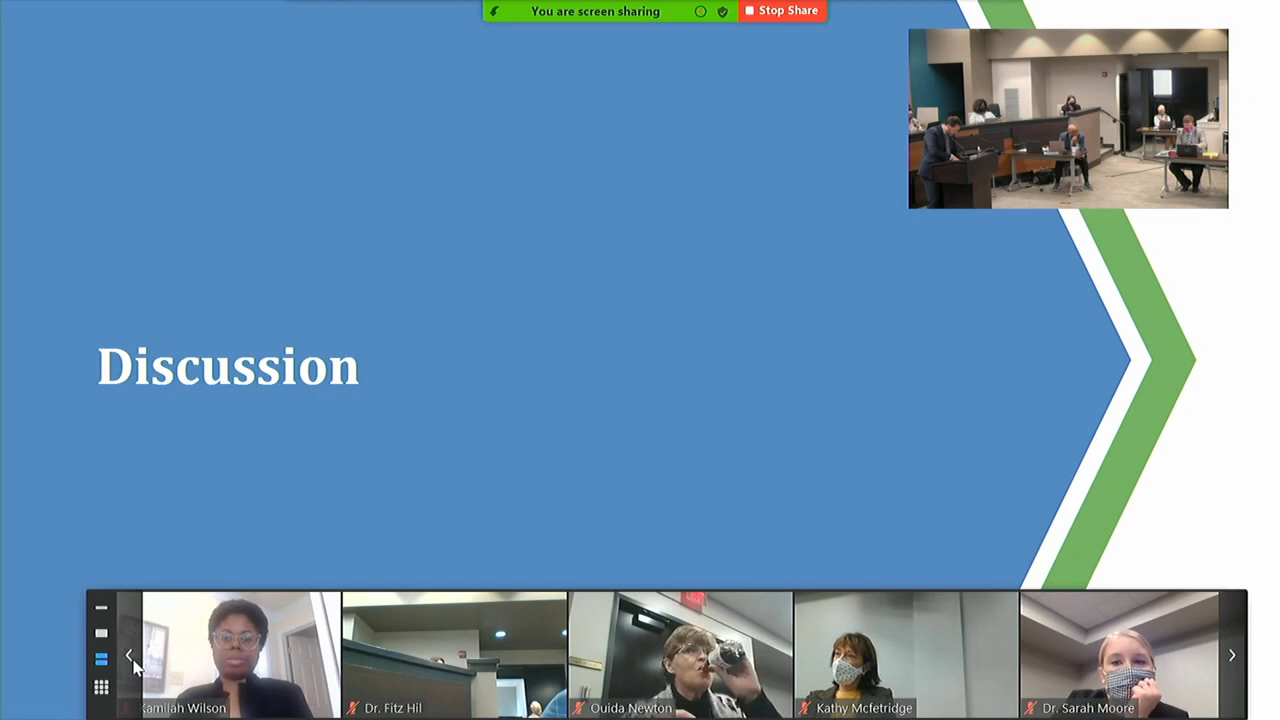 You are screen sharing
Stop Share
Discussion
Kamilah Wilson
Dr. Fitz Hil
Ouida Newton
Kathy Mcfetridge
Dr. Sarah Moore